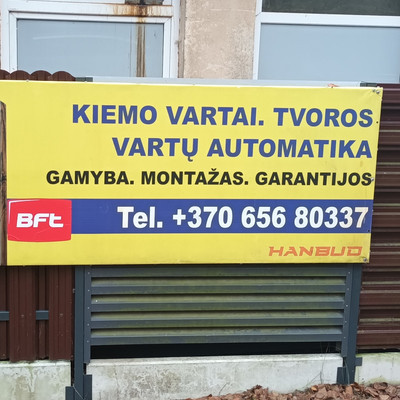 KIEMO VARTAI. TVOROS
VARTŲ AUTOMATIKA
GAMYBA. MONTAŽAS. GARANTIJOS
BFt
Tel. +370 656 80337
HANBUD